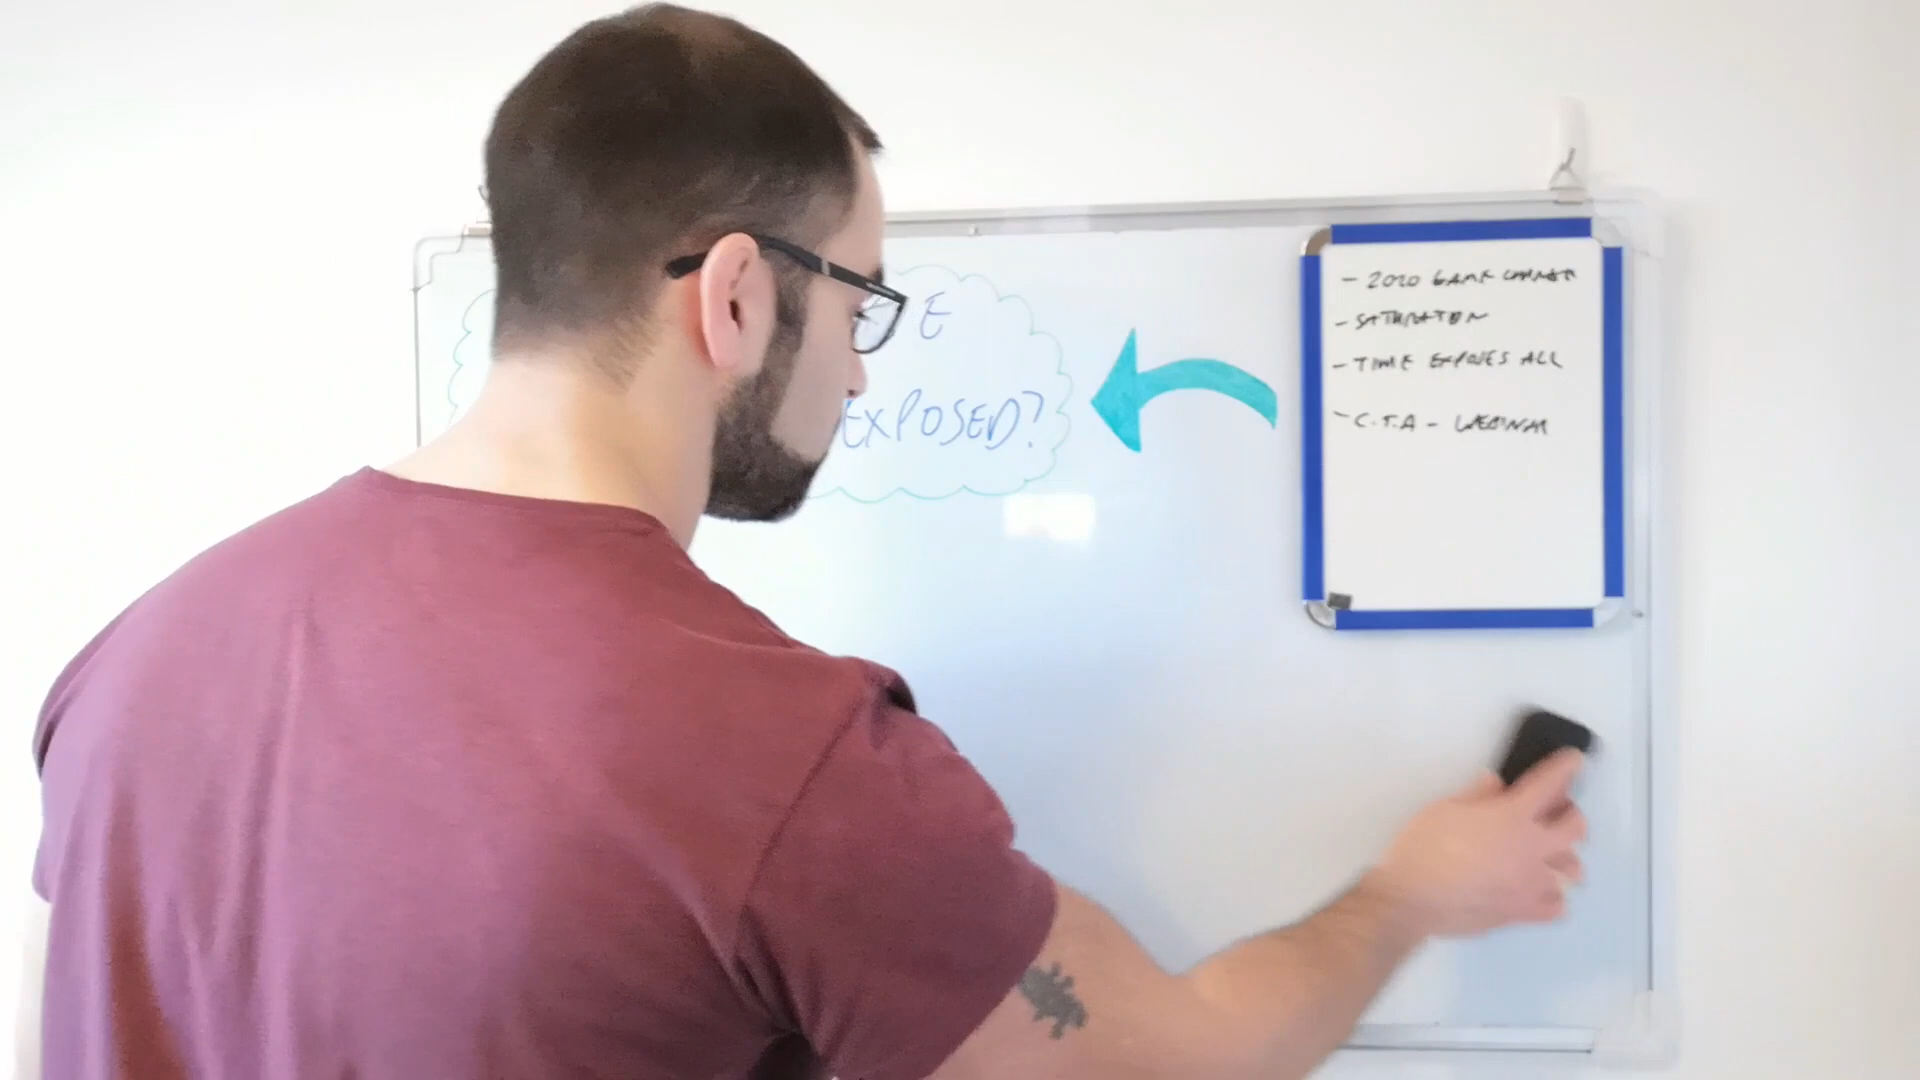 E
EXPOSED?
- 2020 GAME CHANGER
- SATURATION
- TIME EXPOSES ALL
- C.T.A - WEBINAR